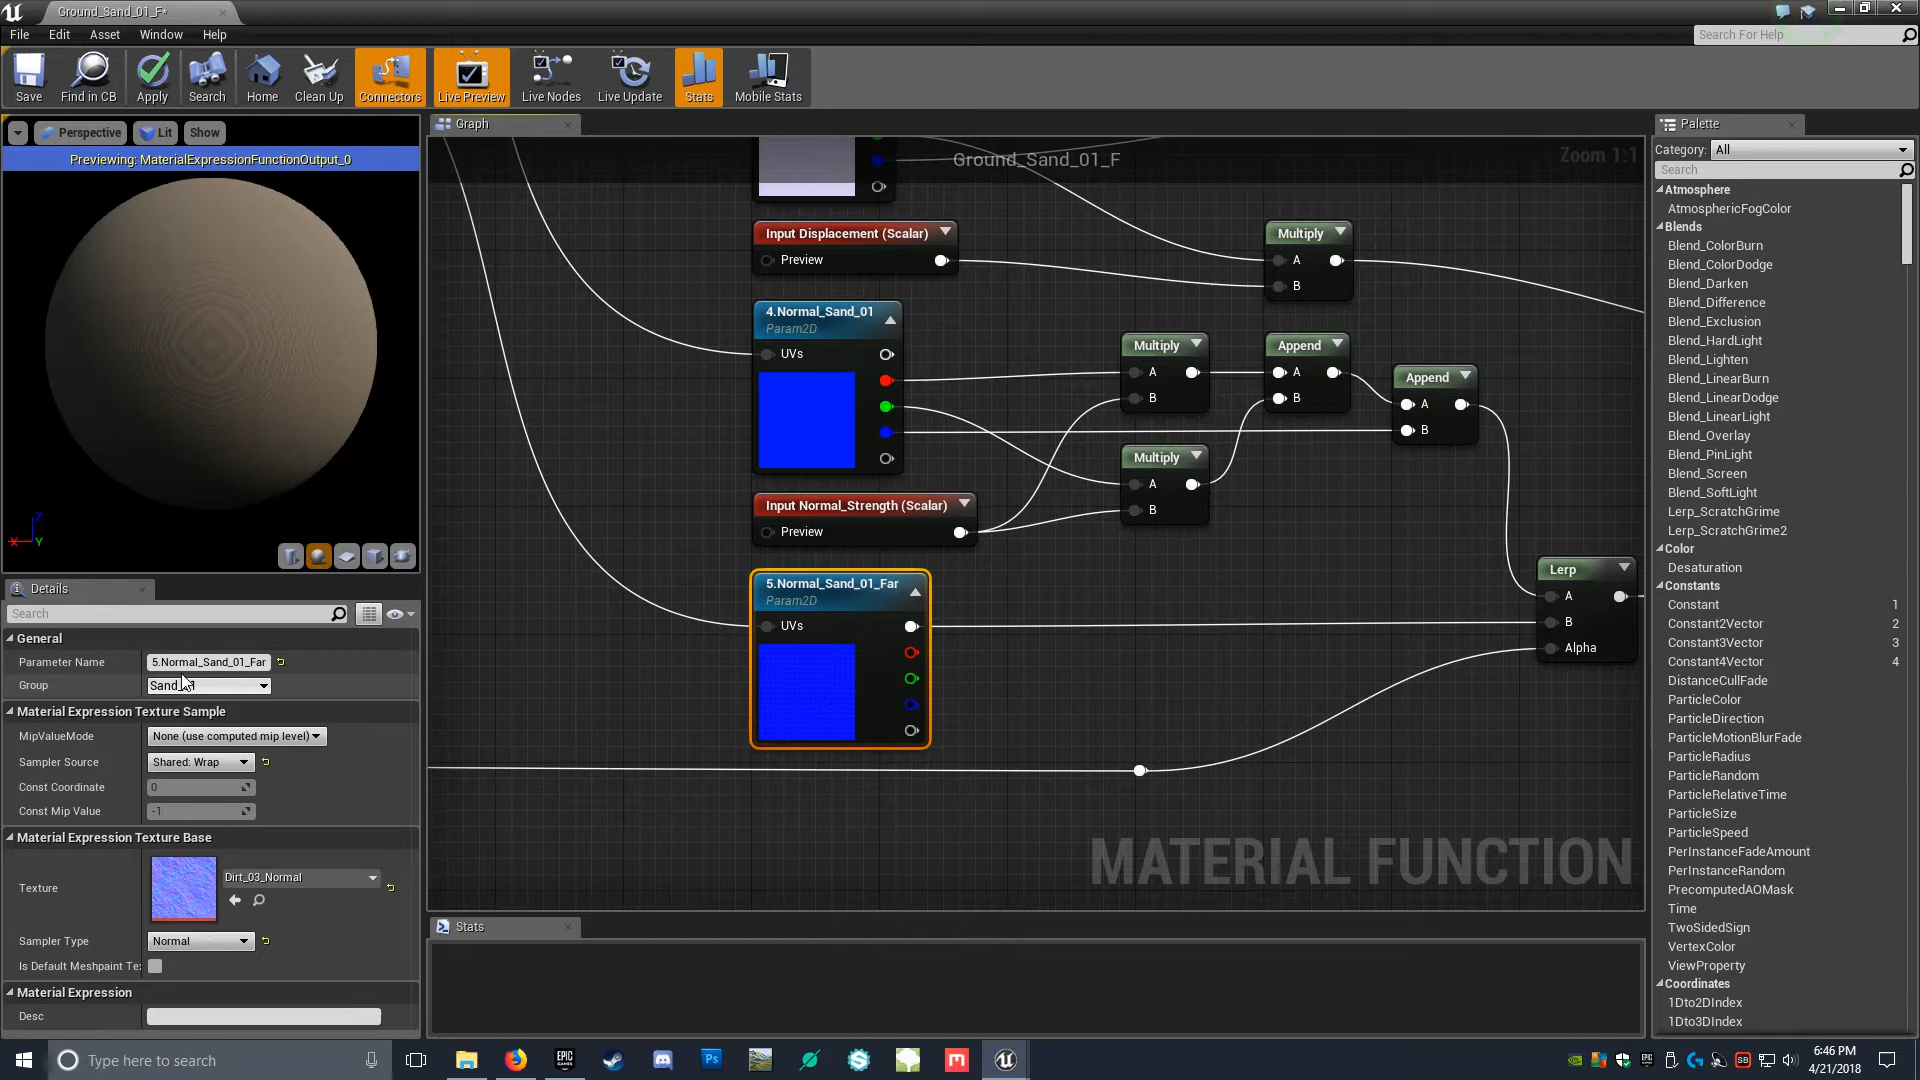 Ground_Sand_01_F*
File Edit Asset Window Help
Search For Help
Save Find in CB Apply Search Home Clean Up Connectors Live Preview Live Nodes Live Update Stats Mobile Stats
Perspective Lit Show
Previewing: MaterialExpressionFunctionOutput_0
X Z Y
Details
Search
General
Parameter Name 5.Normal_Sand_01_Far
Group
Material Expression Texture Sample
MipValueMode None (use computed mip level)
Sampler Source Shared: Wrap
Const Coordinate 0
Const Mip Value -1
Material Expression Texture Base
Texture Dirt_03_Normal
Sampler Type Normal
Is Default Meshpaint Te
Material Expression
Desc
Graph
Ground_Sand_01_F
Zoom 1:1
Input Displacement (Scalar)
Preview
Multiply
A
B
4.Normal_Sand_01
Param2D
UVs
Multiply
A
B
Append
A
B
Append
A
B
Multiply
A
B
Input Normal_Strength (Scalar)
Preview
5.Normal_Sand_01_Far
Param2D
UVs
Lerp
A
B
Alpha
MATERIAL FUNCTION
Stats
Palette
Category: All
Search
Atmosphere
AtmosphericFogColor
Blends
Blend_ColorBurn
Blend_ColorDodge
Blend_Darken
Blend_Difference
Blend_Exclusion
Blend_HardLight
Blend_Lighten
Blend_LinearBurn
Blend_LinearDodge
Blend_LinearLight
Blend_Overlay
Blend_PinLight
Blend_Screen
Blend_SoftLight
Lerp_ScratchGrime
Lerp_ScratchGrime2
Color
Desaturation
Constants
Constant 1
Constant2Vector 2
Constant3Vector 3
Constant4Vector 4
DistanceCullFade
ParticleColor
ParticleDirection
ParticleMotionBlurFade
ParticleRadius
ParticleRandom
ParticleRelativeTime
ParticleSize
ParticleSpeed
PerInstanceFadeAmount
PerInstanceRandom
PrecomputedAOMask
Time
TwoSidedSign
VertexColor
ViewProperty
Coordinates
1Dto2DIndex
1Dto3DIndex
Type here to search
EPIC GAMES
Ps
SB
6:46 PM
4/21/2018